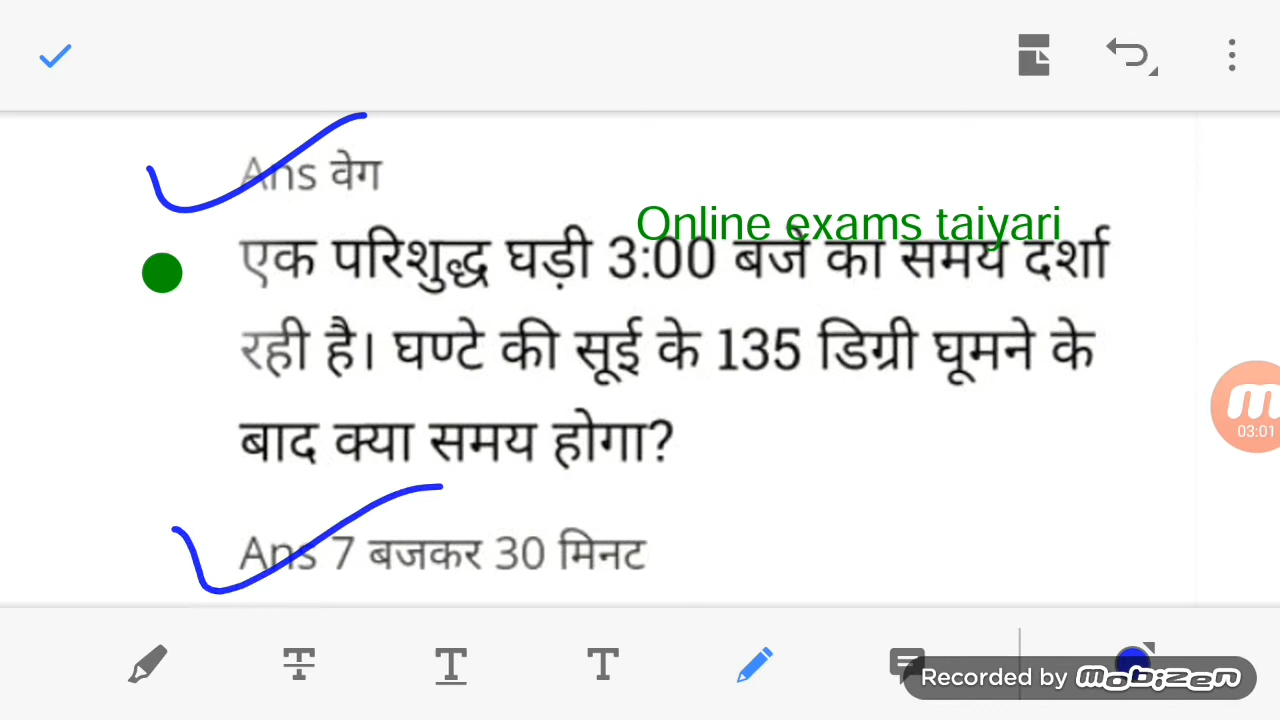 Ans वेग
Online exams taiyari
एक परिशुद्ध घड़ी 3:00 बजे का समय दर्शा
रही है। घण्टे की सूई के 135 डिग्री घूमने के
बाद क्या समय होगा?
03:01
Ans 7 बजकर 30 मिनट
T T T
Recorded by mobizen